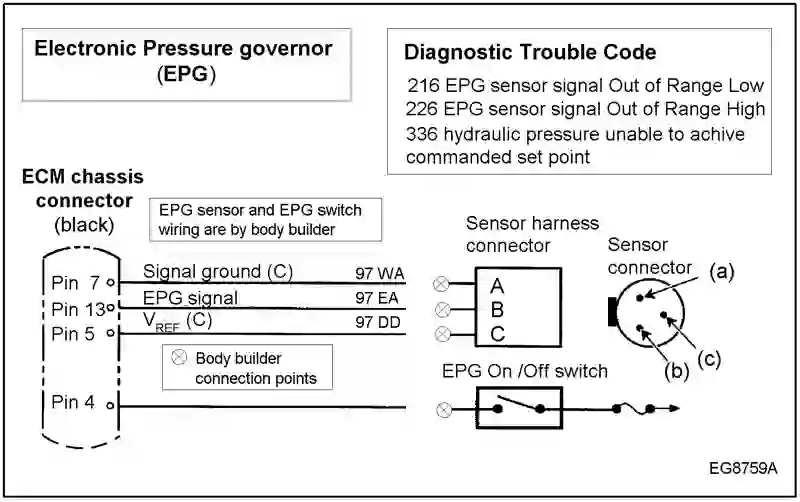 Electronic Pressure governor
(EPG)
Diagnostic Trouble Code
216 EPG sensor signal Out of Range Low
226 EPG sensor signal Out of Range High
336 hydraulic pressure unable to achive
commanded set point
ECM chassis
connector
(black)
EPG sensor and EPG switch
wiring are by body builder
Sensor harness
connector
Sensor
connector
(a)
Pin 7
Signal ground (C)
97 WA
A
Pin 13
EPG signal
97 EA
B
Pin 5
VREF (C)
97 DD
C
(b)
(c)
Body builder
connection points
EPG On /Off switch
Pin 4
EG8759A